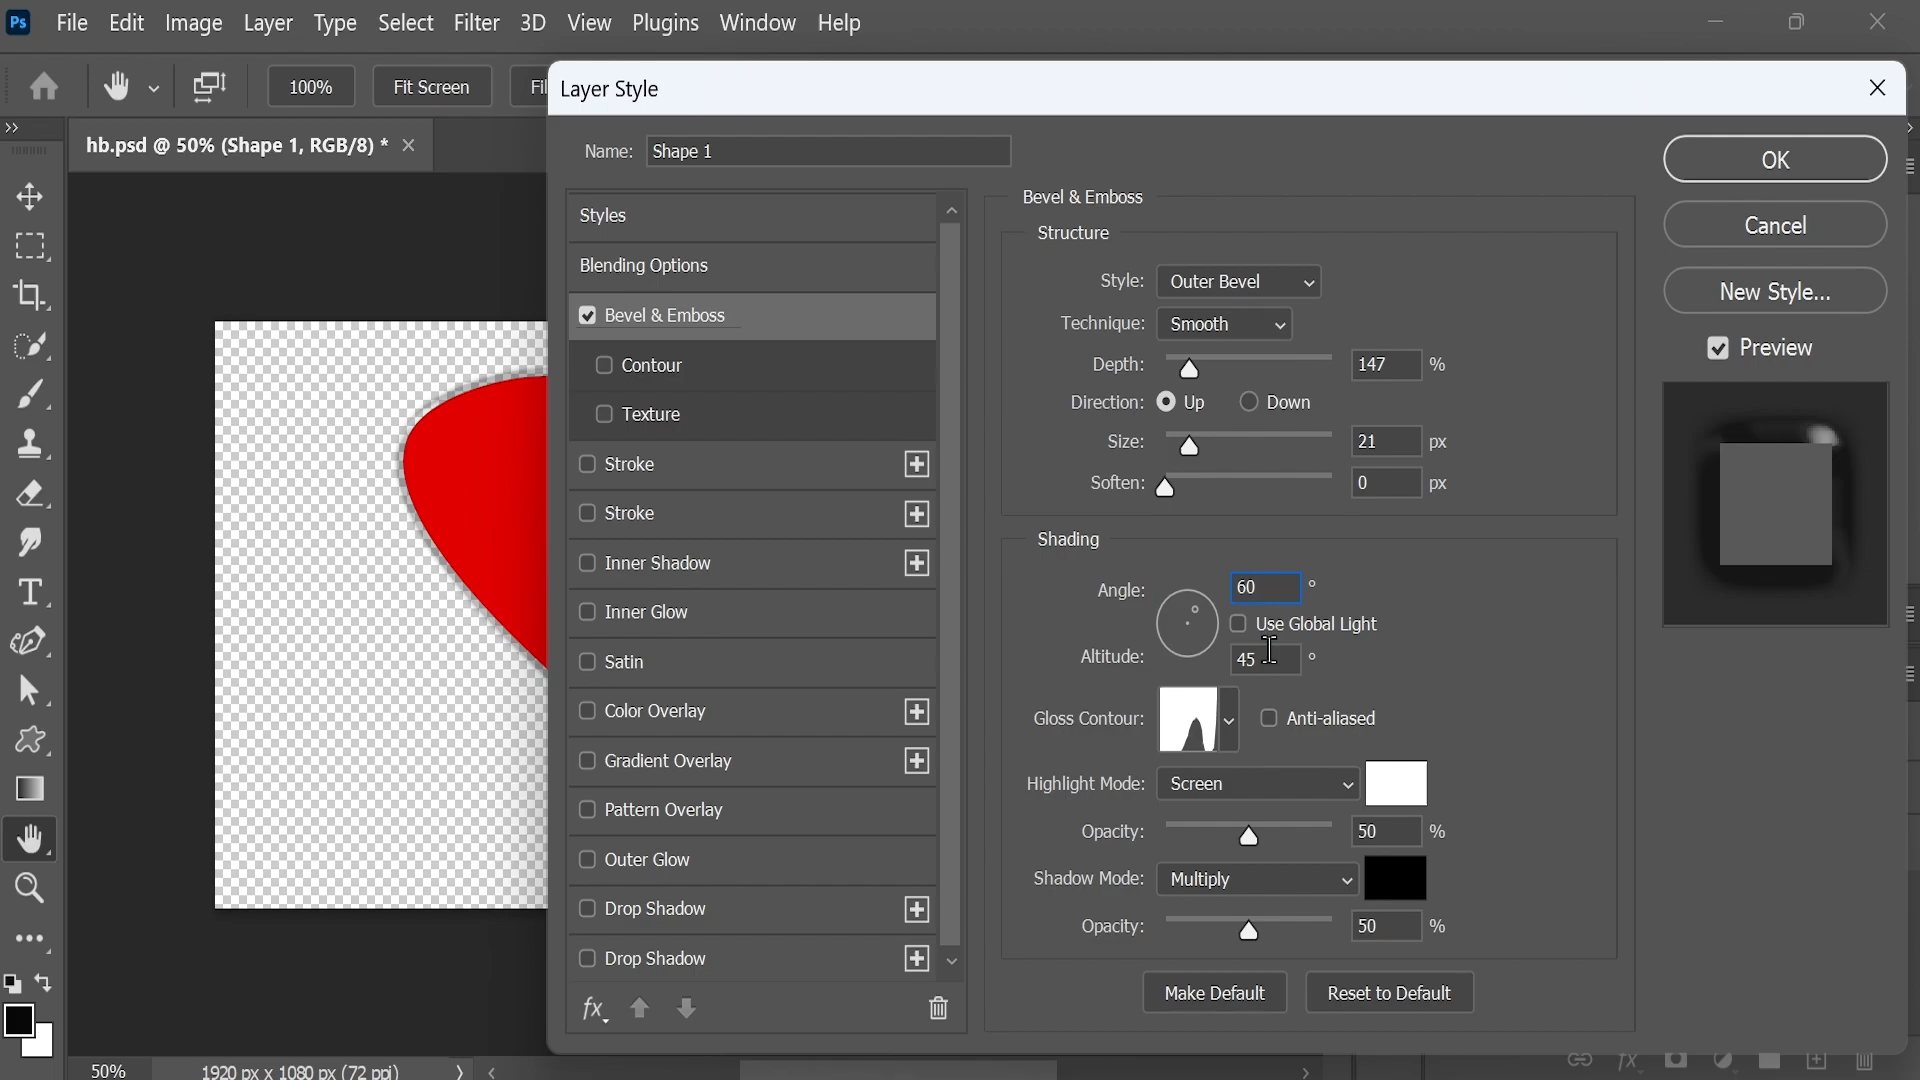 Ps File Edit Image Layer Type Select Filter 3D View Plugins Window Help
100% Fit Screen Fil
Layer Style
hb.psd @ 50% (Shape 1, RGB/8) *
Name: Shape 1
OK
Cancel
New Style...
Preview
Styles
Blending Options
Bevel & Emboss
Contour
Texture
Stroke
Stroke
Inner Shadow
Inner Glow
Satin
Color Overlay
Gradient Overlay
Pattern Overlay
Outer Glow
Drop Shadow
Drop Shadow
fx
Bevel & Emboss
Structure
Style: Outer Bevel
Technique: Smooth
Depth: 147 %
Direction: Up Down
Size: 21 px
Soften: 0 px
Shading
Angle: 60 °
Use Global Light
Altitude: 45 °
Gloss Contour: Anti-aliased
Highlight Mode: Screen
Opacity: 50 %
Shadow Mode: Multiply
Opacity: 50 %
Make Default Reset to Default
50% 1920 px x 1080 px (72 ppi)
fx